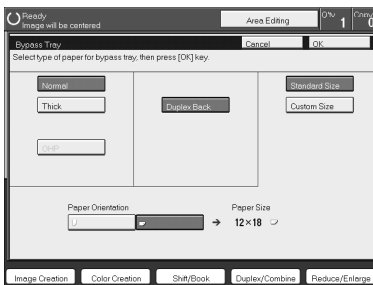 Ready
Image will be centered
Area Editing
Q'ty 1
Copy 0
Bypass Tray
Cancel
OK
Select type of paper for bypass tray, then press [OK] key.
Normal
Thick
OHP
Duplex Back
Standard Size
Custom Size
Paper Orientation
Paper Size
→ 12×18
Image Creation
Color Creation
Shift/Book
Duplex/Combine
Reduce/Enlarge